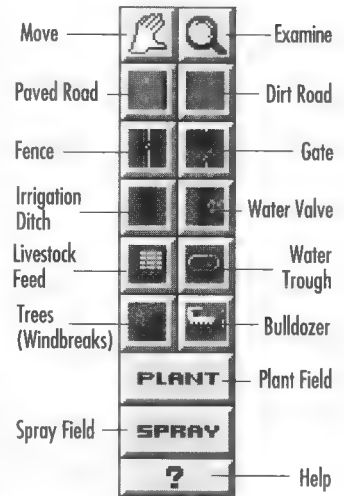 Move
Examine
Paved Road
Dirt Road
Fence
Gate
Irrigation
Ditch
Water Valve
Livestock
Feed
Water
Trough
Trees
(Windbreaks)
Bulldozer
PLANT
Plant Field
Spray Field
SPRAY
?
Help